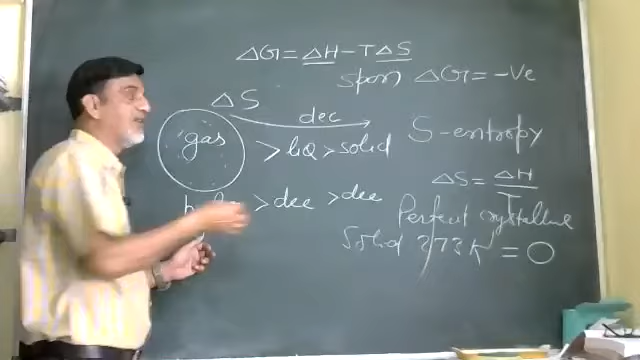 ΔG = ΔH - TΔS
spon ΔG = -Ve
ΔS
dec
gas > liq > solid
S-entropy
> dec > dec
ΔS = ΔH / T
Perfect crystalline
Solid 273 K = 0